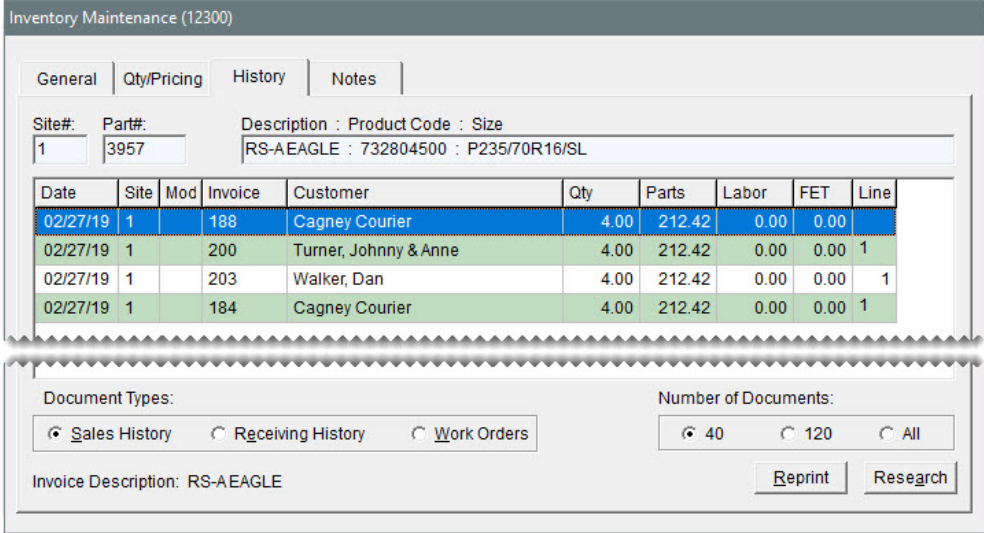 Inventory Maintenance (12300)
General Qty/Pricing History Notes
Site#: Part#: Description : Product Code : Size
1 3957 RS-A EAGLE : 732804500 : P235/70R16/SL
Date Site Mod Invoice Customer Qty Parts Labor FET Line
02/27/19 1 188 Cagney Courier 4.00 212.42 0.00 0.00
02/27/19 1 200 Turner, Johnny & Anne 4.00 212.42 0.00 0.00 1
02/27/19 1 203 Walker, Dan 4.00 212.42 0.00 0.00 1
02/27/19 1 184 Cagney Courier 4.00 212.42 0.00 0.00 1
Document Types: Number of Documents:
Sales History Receiving History Work Orders 40 120 All
Invoice Description: RS-A EAGLE Reprint Research